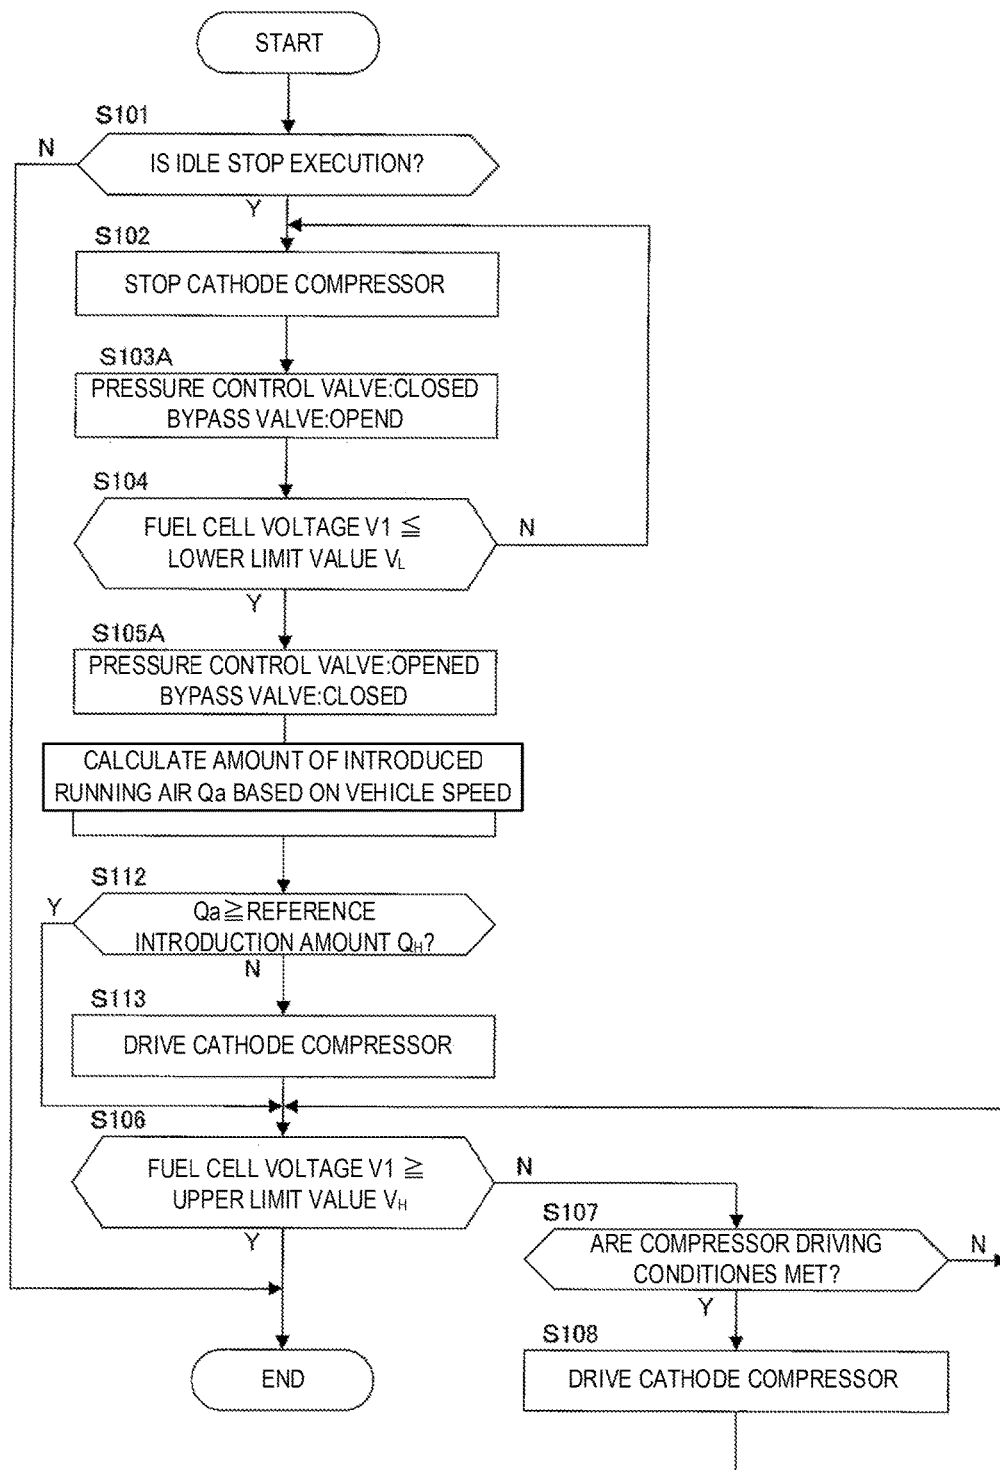 START
S101
N
IS IDLE STOP EXECUTION?
Y
S102
STOP CATHODE COMPRESSOR
S103A
PRESSURE CONTROL VALVE:CLOSED
BYPASS VALVE:OPEND
S104
FUEL CELL VOLTAGE V1 ≦
LOWER LIMIT VALUE VL
N
Y
S105A
PRESSURE CONTROL VALVE:OPENED
BYPASS VALVE:CLOSED
CALCULATE AMOUNT OF INTRODUCED
RUNNING AIR Qa BASED ON VEHICLE SPEED
S112
Y
Qa≧REFERENCE
INTRODUCTION AMOUNT QH?
N
S113
DRIVE CATHODE COMPRESSOR
S106
FUEL CELL VOLTAGE V1 ≧
UPPER LIMIT VALUE VH
N
Y
S107
ARE COMPRESSOR DRIVING
CONDITIONES MET?
N
Y
S108
DRIVE CATHODE COMPRESSOR
END